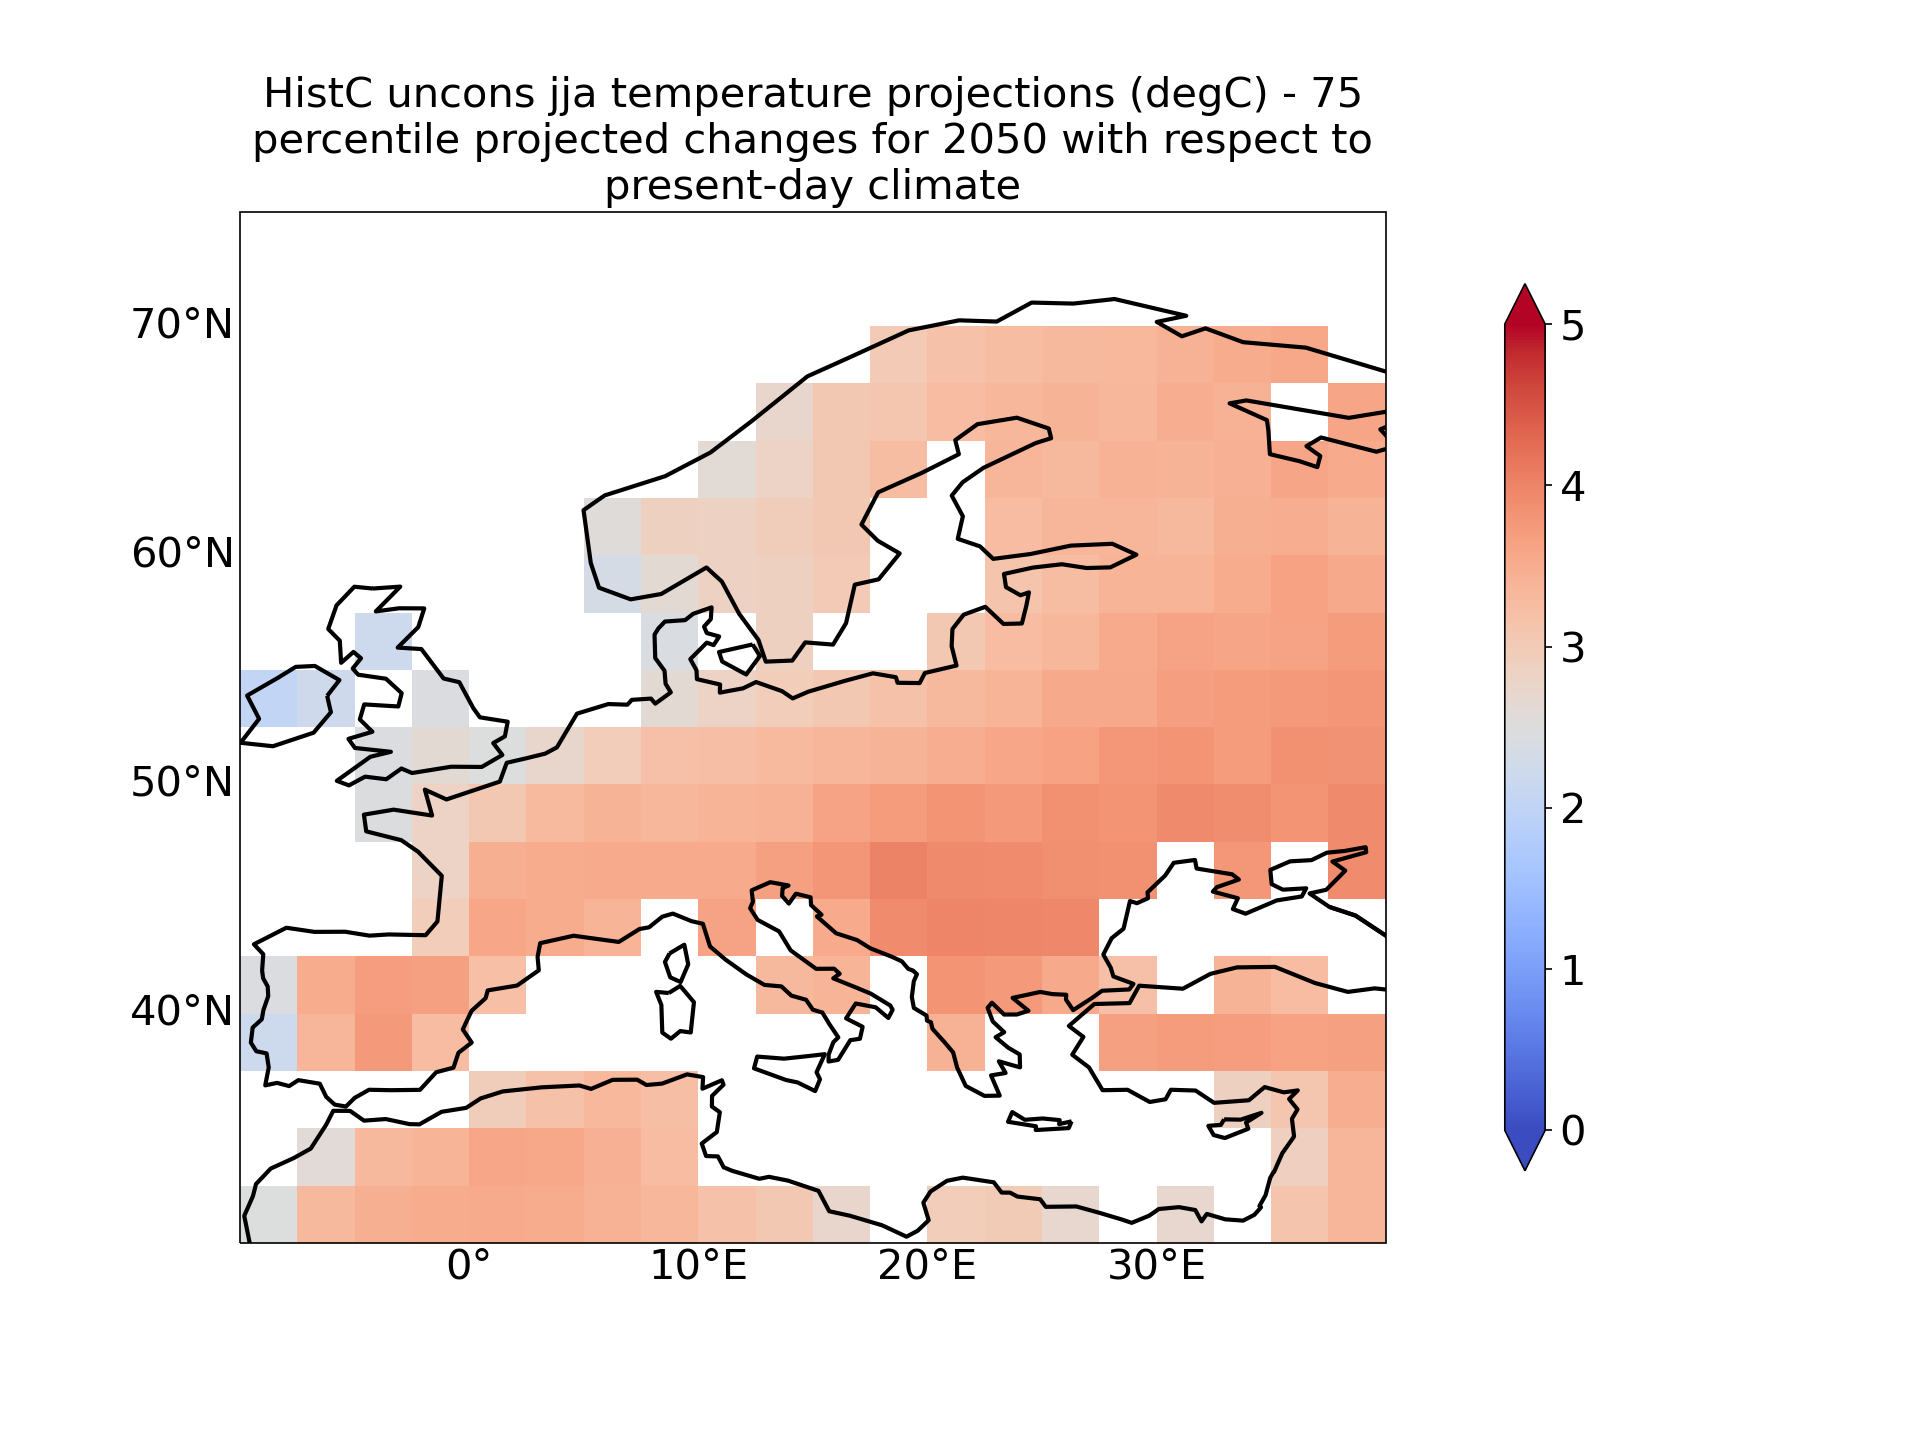 HistC uncons jja temperature projections (degC) - 75
percentile projected changes for 2050 with respect to
present-day climate
70°N
60°N
50°N
40°N
0°
10°E
20°E
30°E
5
4
3
2
1
0